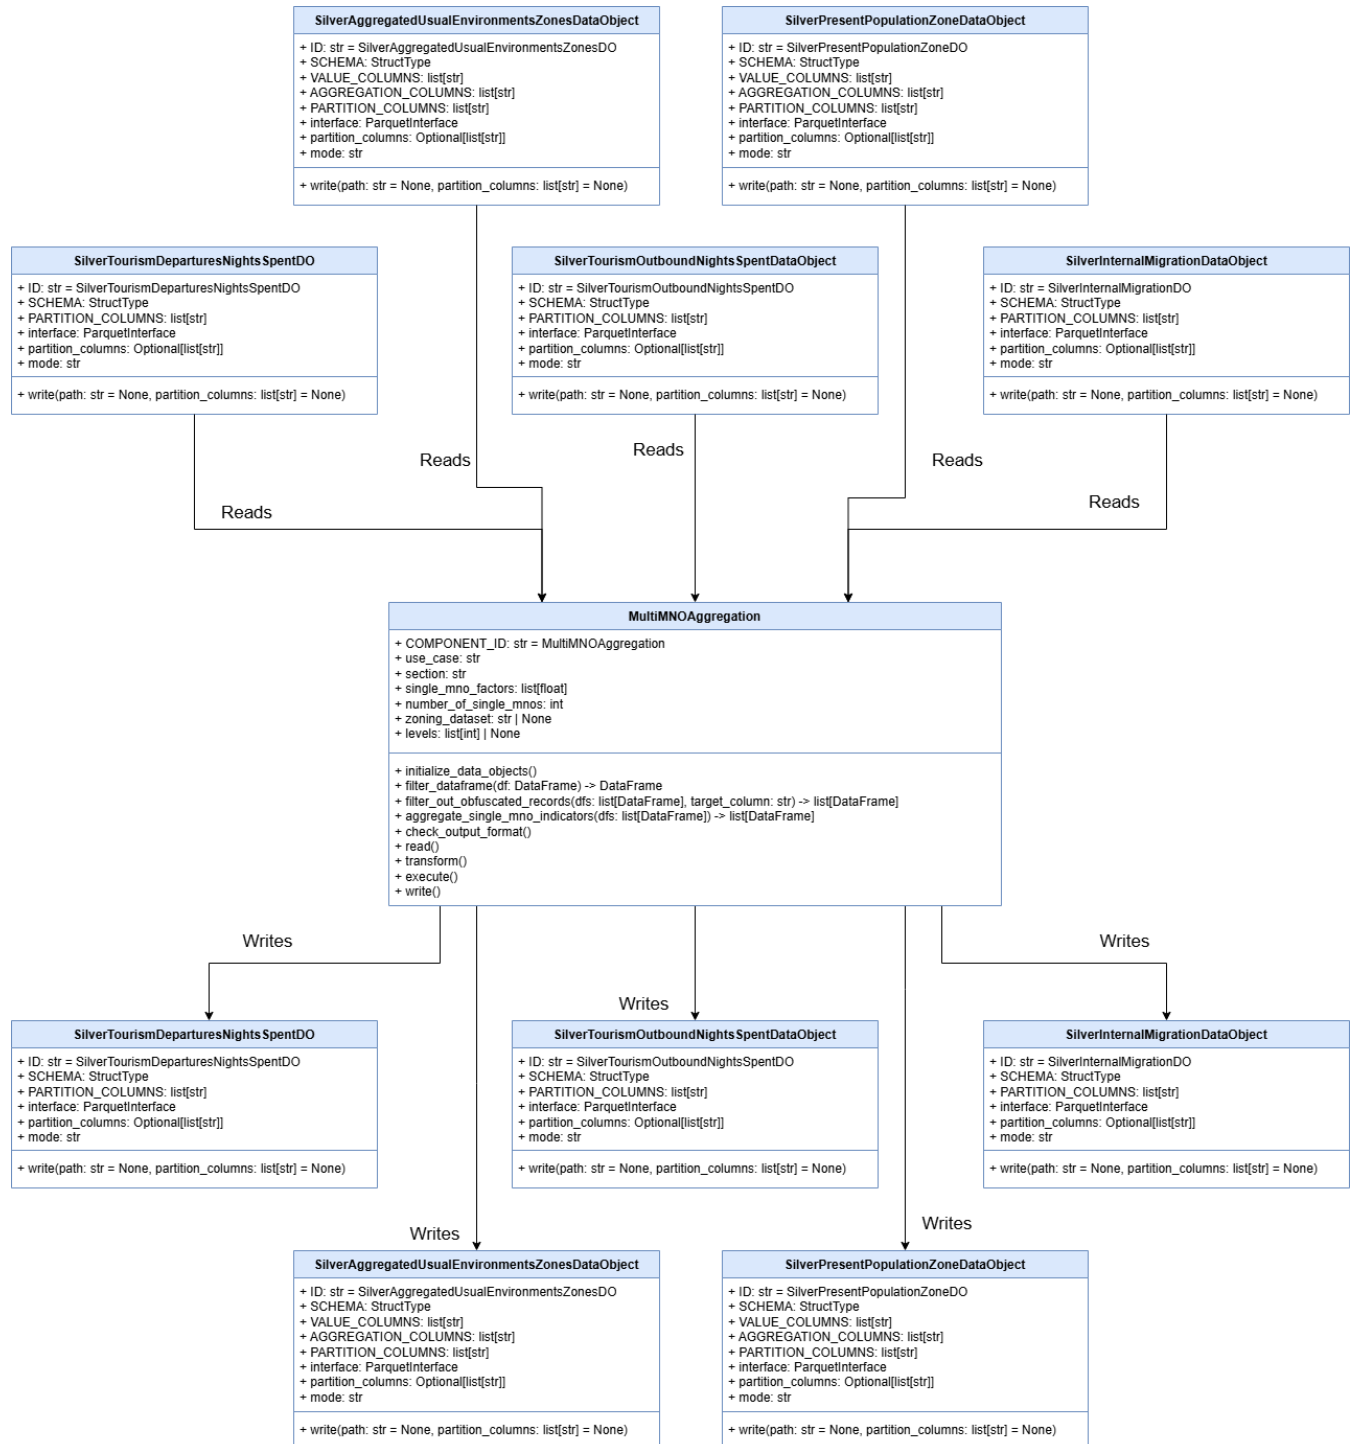 SilverAggregatedUsualEnvironmentsZonesDataObject
+ ID: str = SilverAggregatedUsualEnvironmentsZonesDO
+ SCHEMA: StructType
+ VALUE_COLUMNS: list[str]
+ AGGREGATION_COLUMNS: list[str]
+ PARTITION_COLUMNS: list[str]
+ interface: ParquetInterface
+ partition_columns: Optional[list[str]]
+ mode: str
+ write(path: str = None, partition_columns: list[str] = None)
SilverPresentPopulationZoneDataObject
+ ID: str = SilverPresentPopulationZoneDO
+ SCHEMA: StructType
+ VALUE_COLUMNS: list[str]
+ AGGREGATION_COLUMNS: list[str]
+ PARTITION_COLUMNS: list[str]
+ interface: ParquetInterface
+ partition_columns: Optional[list[str]]
+ mode: str
+ write(path: str = None, partition_columns: list[str] = None)
SilverTourismDeparturesNightsSpentDO
+ ID: str = SilverTourismDeparturesNightsSpentDO
+ SCHEMA: StructType
+ PARTITION_COLUMNS: list[str]
+ interface: ParquetInterface
+ partition_columns: Optional[list[str]]
+ mode: str
+ write(path: str = None, partition_columns: list[str] = None)
SilverTourismOutboundNightsSpentDataObject
+ ID: str = SilverTourismOutboundNightsSpentDO
+ SCHEMA: StructType
+ PARTITION_COLUMNS: list[str]
+ interface: ParquetInterface
+ partition_columns: Optional[list[str]]
+ mode: str
+ write(path: str = None, partition_columns: list[str] = None)
SilverInternalMigrationDataObject
+ ID: str = SilverInternalMigrationDO
+ SCHEMA: StructType
+ PARTITION_COLUMNS: list[str]
+ interface: ParquetInterface
+ partition_columns: Optional[list[str]]
+ mode: str
+ write(path: str = None, partition_columns: list[str] = None)
Reads
Reads
Reads
Reads
Reads
MultiMNOAggregation
+ COMPONENT_ID: str = MultiMNOAggregation
+ use_case: str
+ section: str
+ single_mno_factors: list[float]
+ number_of_single_mnos: int
+ zoning_dataset: str | None
+ levels: list[int] | None
+ initialize_data_objects()
+ filter_dataframe(df: DataFrame) -> DataFrame
+ filter_out_obfuscated_records(dfs: list[DataFrame], target_column: str) -> list[DataFrame]
+ aggregate_single_mno_indicators(dfs: list[DataFrame]) -> list[DataFrame]
+ check_output_format()
+ read()
+ transform()
+ execute()
+ write()
Writes
Writes
Writes
SilverTourismDeparturesNightsSpentDO
+ ID: str = SilverTourismDeparturesNightsSpentDO
+ SCHEMA: StructType
+ PARTITION_COLUMNS: list[str]
+ interface: ParquetInterface
+ partition_columns: Optional[list[str]]
+ mode: str
+ write(path: str = None, partition_columns: list[str] = None)
SilverTourismOutboundNightsSpentDataObject
+ ID: str = SilverTourismOutboundNightsSpentDO
+ SCHEMA: StructType
+ PARTITION_COLUMNS: list[str]
+ interface: ParquetInterface
+ partition_columns: Optional[list[str]]
+ mode: str
+ write(path: str = None, partition_columns: list[str] = None)
SilverInternalMigrationDataObject
+ ID: str = SilverInternalMigrationDO
+ SCHEMA: StructType
+ PARTITION_COLUMNS: list[str]
+ interface: ParquetInterface
+ partition_columns: Optional[list[str]]
+ mode: str
+ write(path: str = None, partition_columns: list[str] = None)
Writes
Writes
SilverAggregatedUsualEnvironmentsZonesDataObject
+ ID: str = SilverAggregatedUsualEnvironmentsZonesDO
+ SCHEMA: StructType
+ VALUE_COLUMNS: list[str]
+ AGGREGATION_COLUMNS: list[str]
+ PARTITION_COLUMNS: list[str]
+ interface: ParquetInterface
+ partition_columns: Optional[list[str]]
+ mode: str
+ write(path: str = None, partition_columns: list[str] = None)
SilverPresentPopulationZoneDataObject
+ ID: str = SilverPresentPopulationZoneDO
+ SCHEMA: StructType
+ VALUE_COLUMNS: list[str]
+ AGGREGATION_COLUMNS: list[str]
+ PARTITION_COLUMNS: list[str]
+ interface: ParquetInterface
+ partition_columns: Optional[list[str]]
+ mode: str
+ write(path: str = None, partition_columns: list[str] = None)